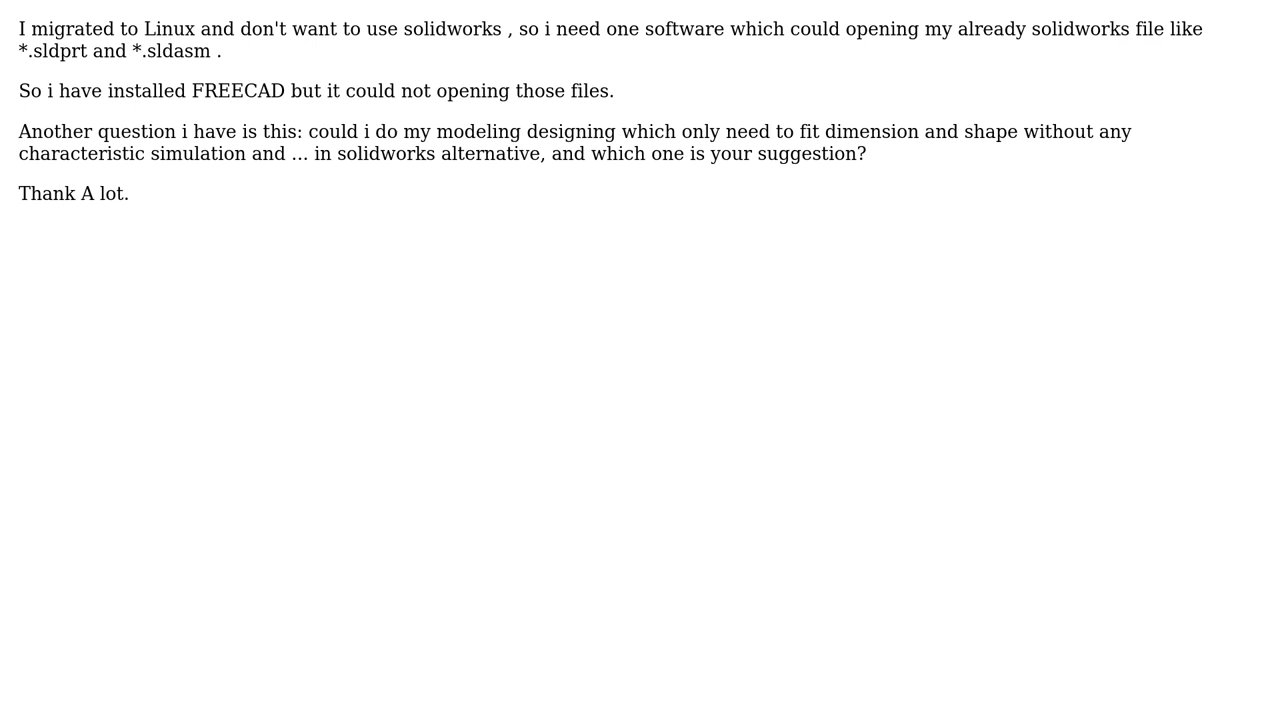 I migrated to Linux and don't want to use solidworks , so i need one software which could opening my already solidworks file like
*.sldprt and *.sldasm .
So i have installed FREECAD but it could not opening those files.
Another question i have is this: could i do my modeling designing which only need to fit dimension and shape without any
characteristic simulation and ... in solidworks alternative, and which one is your suggestion?
Thank A lot.